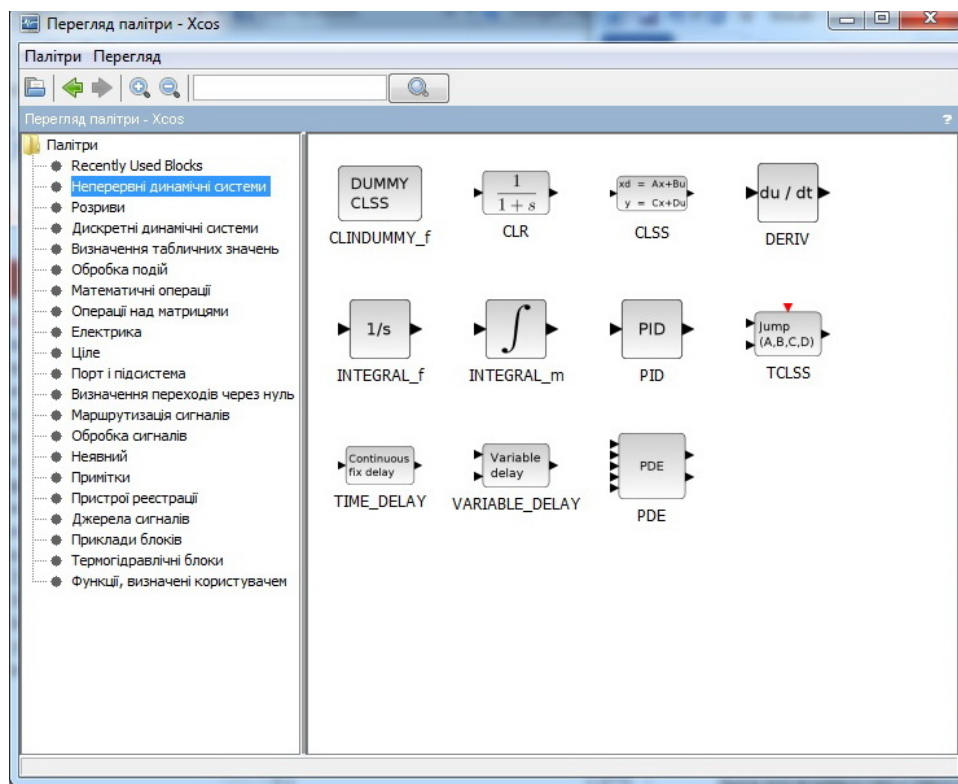 Перегляд палітри - Xcos
Палітри Перегляд
Перегляд палітри - Xcos ?
Палітри
Recently Used Blocks
Неперервні динамічні системи
Розриви
Дискретні динамічні системи
Визначення табличних значень
Обробка подій
Математичні операції
Операції над матрицями
Електрика
Ціле
Порт і підсистема
Визначення переходів через нуль
Маршрутизація сигналів
Обробка сигналів
Неявний
Примітки
Пристрої реєстрації
Джерела сигналів
Приклади блоків
Термогідравлічні блоки
Функції, визначені користувачем
DUMMY
CLSS
CLINDUMMY_f
1
1 + s
CLR
xd = Ax+Bu
y = Cx+Du
CLSS
du / dt
DERIV
1/s
INTEGRAL_f
∫
INTEGRAL_m
PID
PID
Jump
(A,B,C,D)
TCLSS
Continuous
fix delay
TIME_DELAY
Variable
delay
VARIABLE_DELAY
PDE
PDE